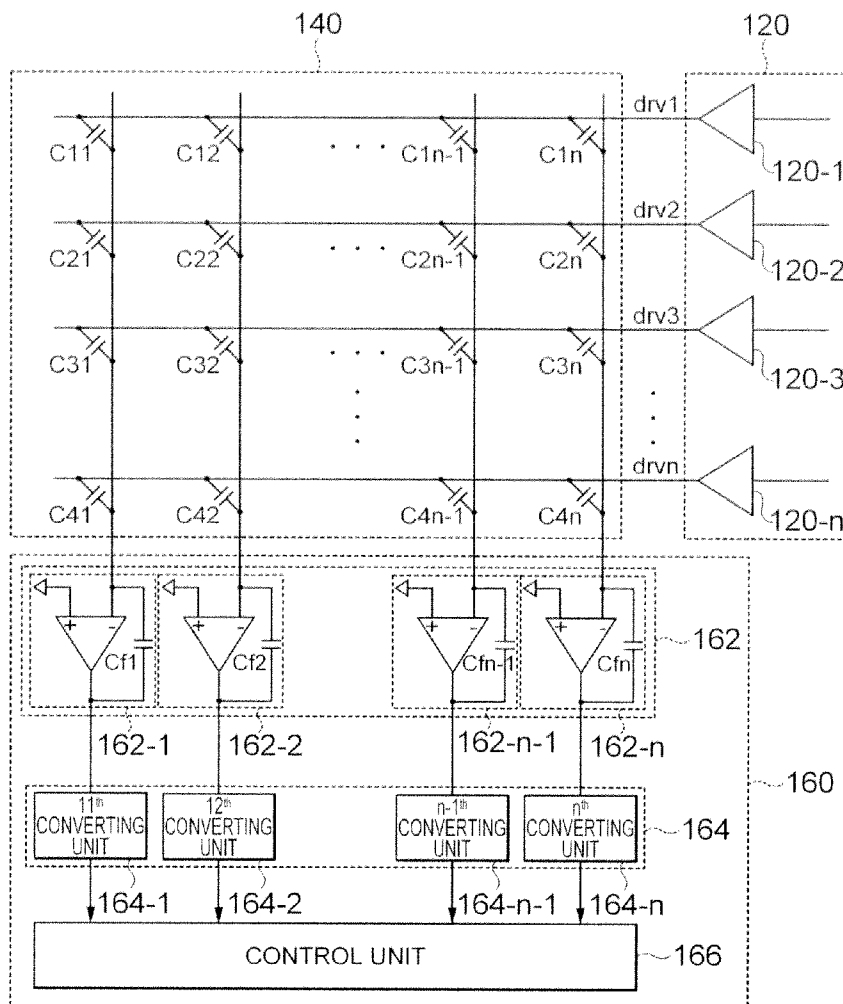 140 120
drv1
C11 C12 . . . C1n-1 C1n
120-1
drv2
C21 C22 . . . C2n-1 C2n
120-2
drv3
C31 C32 . . . C3n-1 C3n
120-3
drvn
C41 C42 C4n-1 C4n
120-n
+ - + - + - + -
Cf1 Cf2 Cfn-1 Cfn
162
162-1 162-2 162-n-1 162-n
160
11th CONVERTING UNIT
12th CONVERTING UNIT
n-1th CONVERTING UNIT
nth CONVERTING UNIT
164
164-1 164-2 164-n-1 164-n
CONTROL UNIT
166